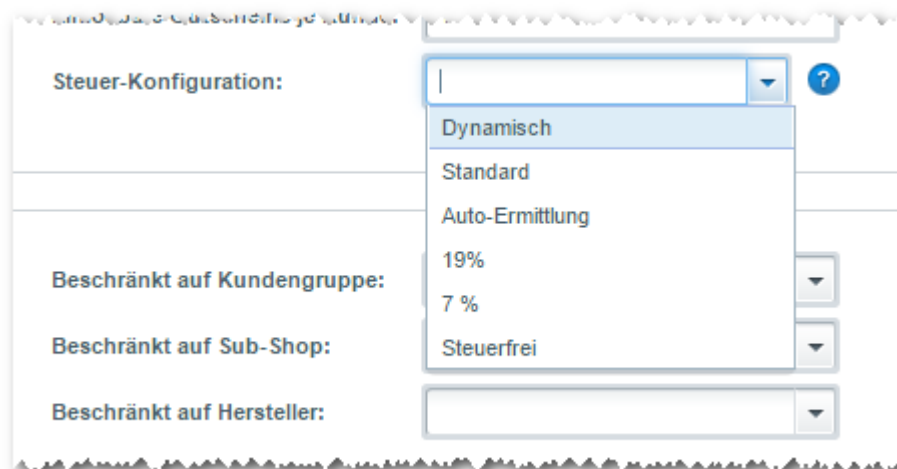 Steuer-Konfiguration:
?
Dynamisch
Standard
Auto-Ermittlung
19%
7 %
Steuerfrei
Beschränkt auf Kundengruppe:
Beschränkt auf Sub-Shop:
Beschränkt auf Hersteller: